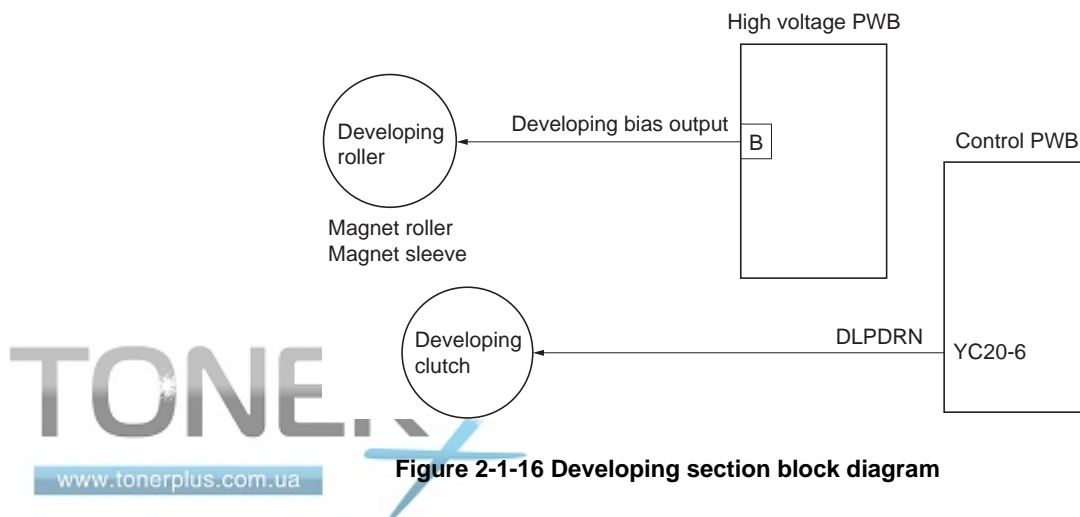 High voltage PWB
Developing
roller
Developing bias output
B
Control PWB
Magnet roller
Magnet sleeve
Developing
clutch
DLPDRN
YC20-6
TONER
www.tonerplus.com.ua
Figure 2-1-16 Developing section block diagram